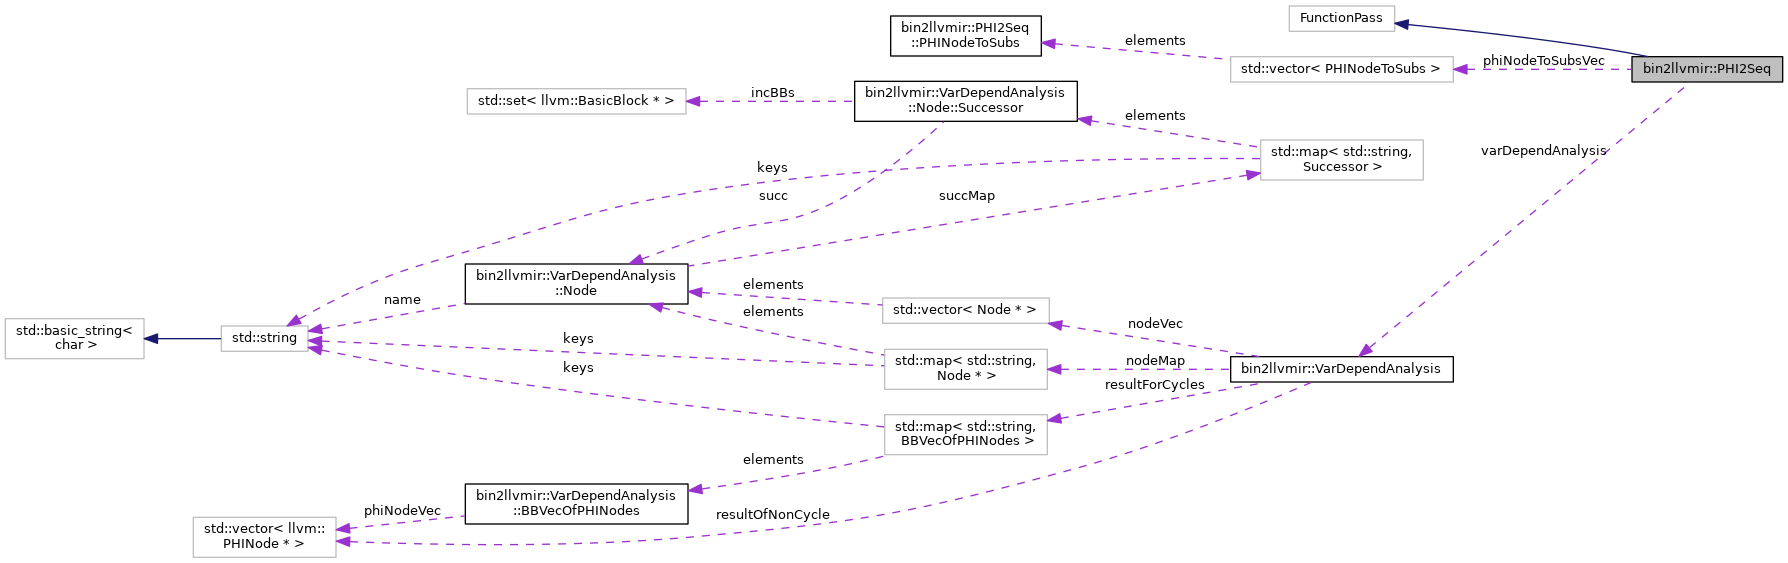 FunctionPass
bin2llvmir::PHI2Seq
::PHINodeToSubs
elements
phiNodeToSubsVec
std::vector< PHINodeToSubs >
bin2llvmir::PHI2Seq
std::set< llvm::BasicBlock * >
incBBs
bin2llvmir::VarDependAnalysis
::Node::Successor
elements
std::map< std::string,
Successor >
varDependAnalysis
keys
succ
succMap
bin2llvmir::VarDependAnalysis
::Node
name
elements
elements
std::vector< Node * >
nodeVec
std::basic_string<
char >
std::string
keys
keys
std::map< std::string,
Node * >
nodeMap
resultForCycles
bin2llvmir::VarDependAnalysis
std::map< std::string,
BBVecOfPHINodes >
elements
bin2llvmir::VarDependAnalysis
::BBVecOfPHINodes
phiNodeVec
resultOfNonCycle
std::vector< llvm::
PHINode * >